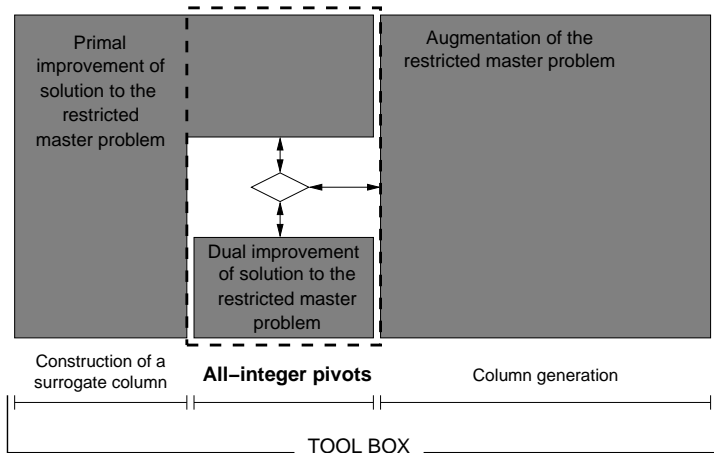 Primal
improvement of
solution to the
restricted
master problem
Augmentation of the
restricted master problem
Dual improvement
of solution to the
restricted master
problem
Construction of a
surrogate column
All–integer pivots
Column generation
TOOL BOX